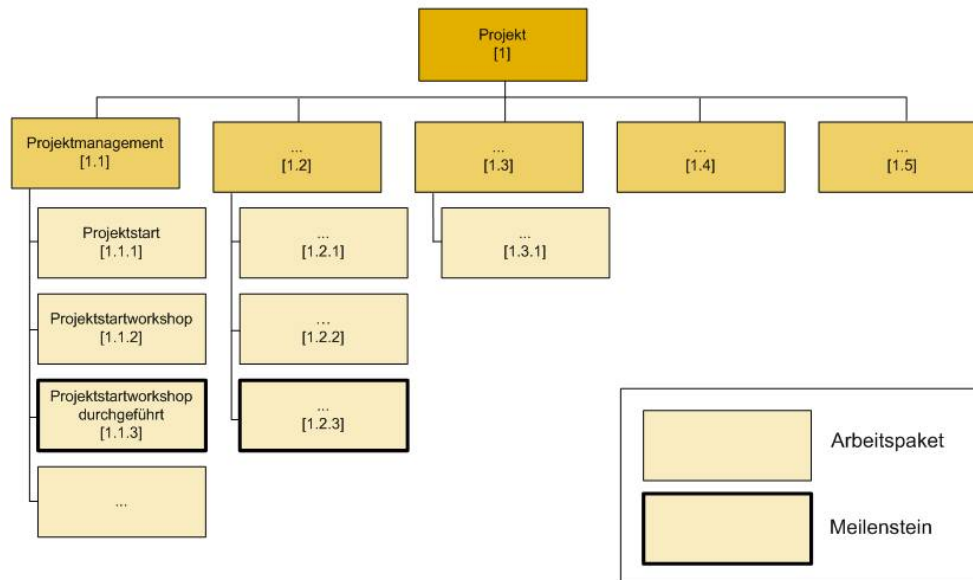 Projekt
[1]
Projektmanagement
[1.1]
...
[1.2]
...
[1.3]
...
[1.4]
...
[1.5]
Projektstart
[1.1.1]
...
[1.2.1]
...
[1.3.1]
Projektstartworkshop
[1.1.2]
...
[1.2.2]
Projektstartworkshop
durchgeführt
[1.1.3]
...
[1.2.3]
...
Arbeitspaket
Meilenstein